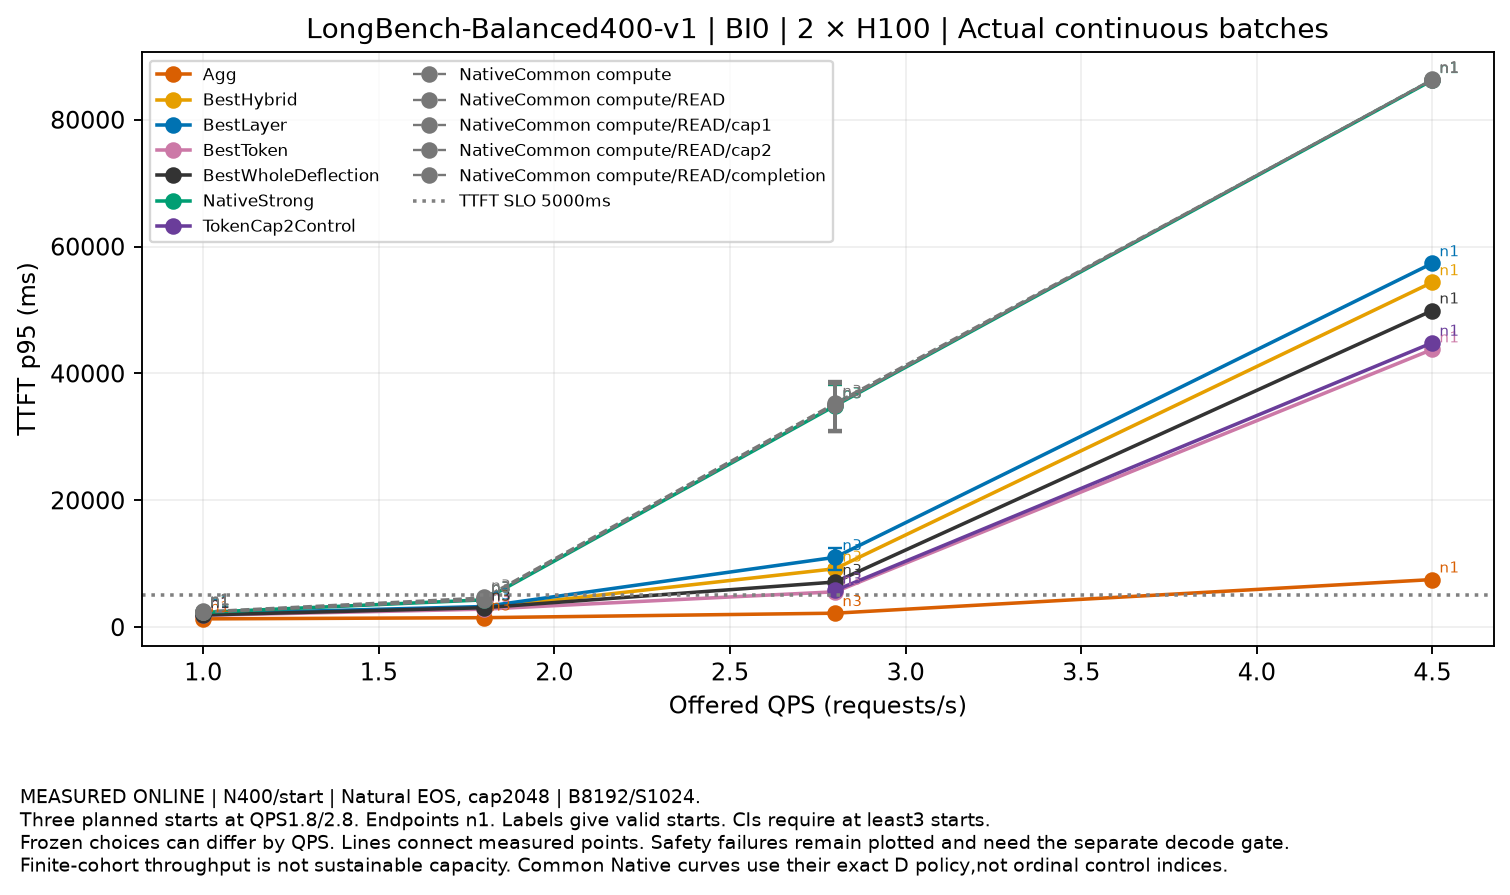 LongBench-Balanced400-v1 | BI0 | 2 × H100 | Actual continuous batches
Agg
BestHybrid
BestLayer
BestToken
BestWholeDeflection
NativeStrong
TokenCap2Control
NativeCommon compute
NativeCommon compute/READ
NativeCommon compute/READ/cap1
NativeCommon compute/READ/cap2
NativeCommon compute/READ/completion
TTFT SLO 5000ms
TTFT p95 (ms)
80000
60000
40000
20000
0
n1
n1
n1
n1
n1
n1
n1
n3
n3
n3
n1
1.0
1.5
2.0
2.5
3.0
3.5
4.0
4.5
Offered QPS (requests/s)
MEASURED ONLINE | N400/start | Natural EOS, cap2048 | B8192/S1024.
Three planned starts at QPS1.8/2.8. Endpoints n1. Labels give valid starts. CIs require at least3 starts.
Frozen choices can differ by QPS. Lines connect measured points. Safety failures remain plotted and need the separate decode gate.
Finite-cohort throughput is not sustainable capacity. Common Native curves use their exact D policy,not ordinal control indices.